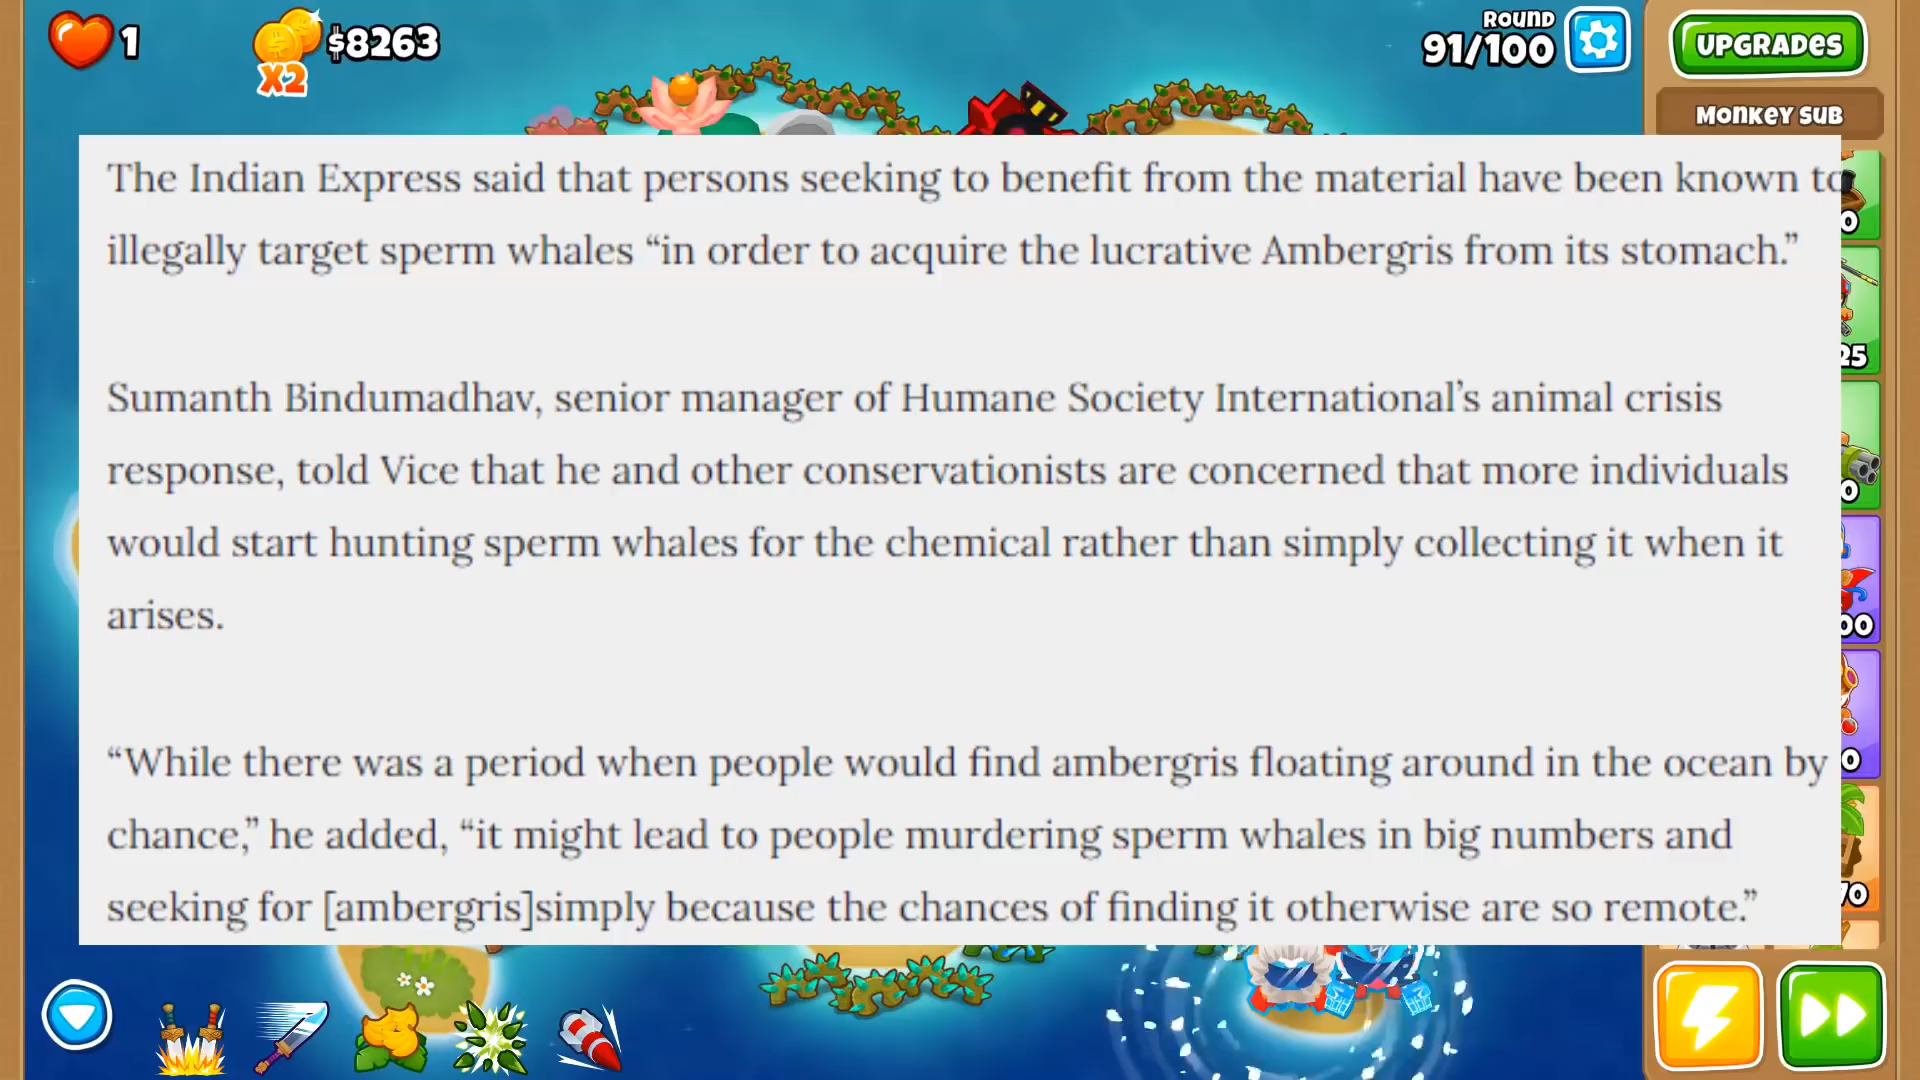 1
$8263
X2
ROUND
91/100
UPGRADES
MONKEY SUB
The Indian Express said that persons seeking to benefit from the material have been known to
illegally target sperm whales “in order to acquire the lucrative Ambergris from its stomach.”
Sumanth Bindumadhav, senior manager of Humane Society International’s animal crisis
response, told Vice that he and other conservationists are concerned that more individuals
would start hunting sperm whales for the chemical rather than simply collecting it when it
arises.
“While there was a period when people would find ambergris floating around in the ocean by
chance,” he added, “it might lead to people murdering sperm whales in big numbers and
seeking for [ambergris]simply because the chances of finding it otherwise are so remote.”